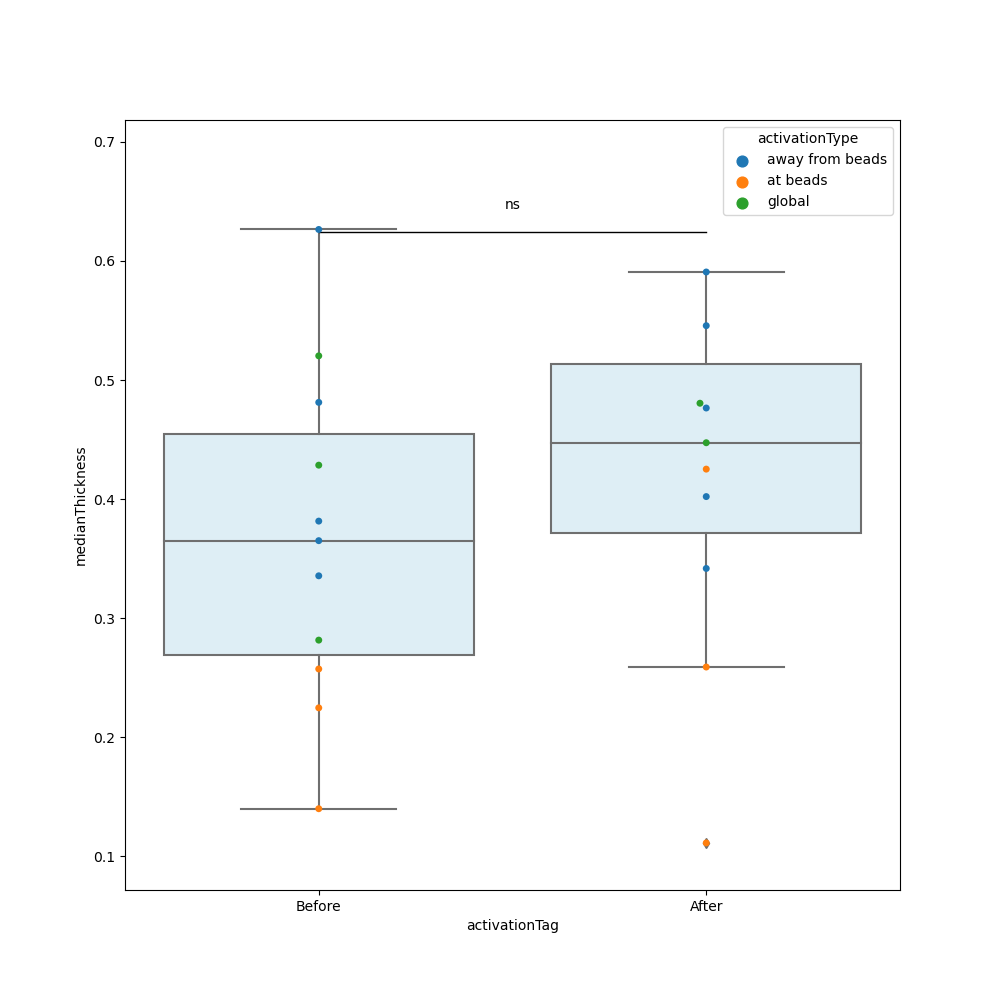 0.7
0.6
0.5
0.4
0.3
0.2
0.1
medianThickness
ns
activationType
away from beads
at beads
global
Before
After
activationTag